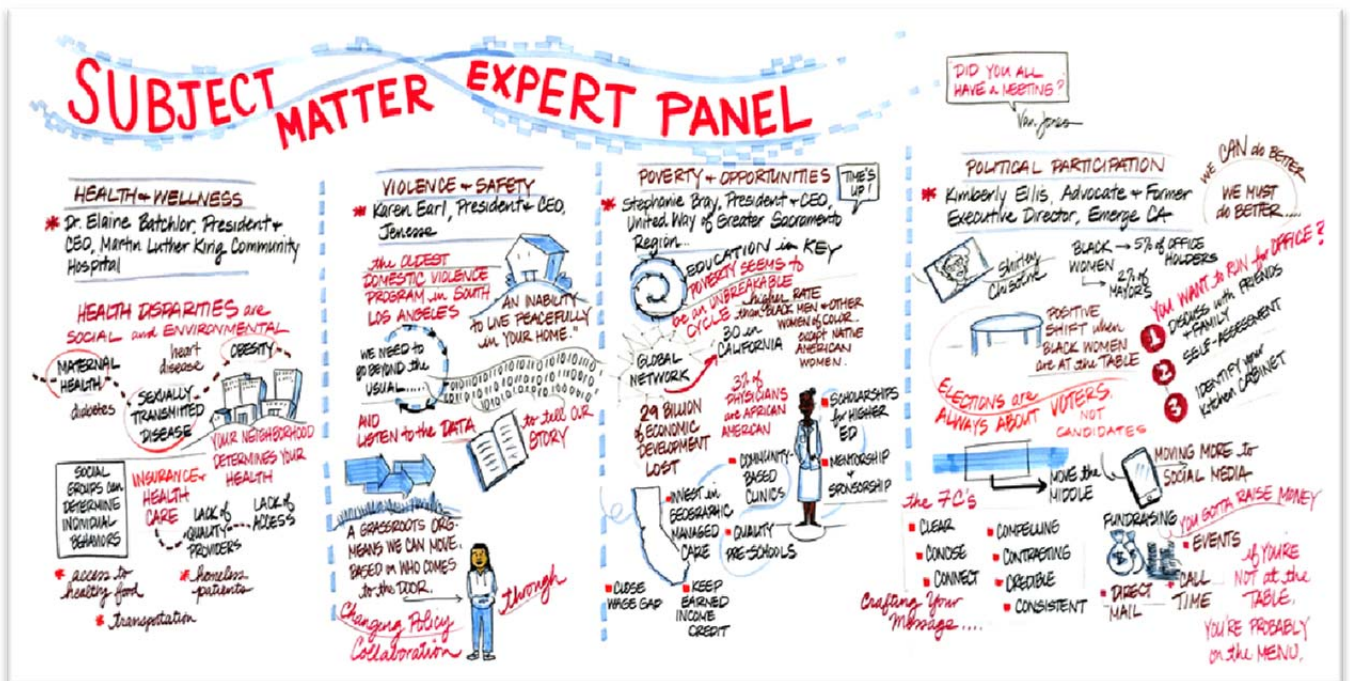 SUBJECT MATTER EXPERT PANEL
DID YOU ALL
HAVE A MEETING?
Van Jones
HEALTH & WELLNESS
* Dr. Elaine Batchlor, President &
CEO, Martin Luther King Community
Hospital
HEALTH DISPARITIES are
SOCIAL and ENVIRONMENTAL
MATERNAL
HEALTH
heart
disease
OBESITY
diabetes
SEXUALLY
TRANSMITTED
DISEASE
YOUR NEIGHBORHOOD
DETERMINES YOUR
HEALTH
SOCIAL
GROUPS CAN
DETERMINE
INDIVIDUAL
BEHAVIORS
INSURANCE &
HEALTH
CARE
LACK of
QUALITY
PROVIDERS
LACK of
ACCESS
* access to
healthy food
* homeless
patients
* transportation
VIOLENCE & SAFETY
* Karen Earl, President & CEO,
Jenesse
the OLDEST
DOMESTIC VIOLENCE
PROGRAM in SOUTH
LOS ANGELES
AN INABILITY
TO LIVE PEACEFULLY
in YOUR HOME."
WE NEED to
go BEYOND the
USUAL.....
AND
LISTEN to the DATA
to tell OUR
STORY
A GRASSROOTS ORG-
MEANS WE CAN MOVE.
BASED in WHO COMES
to the DOOR.
through
Changing Policy
Collaboration
POVERTY & OPPORTUNITIES
TIME'S
UP!
* Stephanie Bray, President & CEO,
United Way of Greater Sacramento
Region...
EDUCATION is KEY
POVERTY SEEMS to
be AN UNBREAKABLE
CYCLE
higher RATE
than BLACK MEN & OTHER
WOMEN of COLOR.
except NATIVE
AMERICAN
WOMEN.
30 in
CALIFORNIA
GLOBAL
NETWORK
29 BILLION
of ECONOMIC
DEVELOPMENT
LOST
3% of
PHYSICIANS
are AFRICAN
AMERICAN
SCHOLARSHIPS
for HIGHER
ED
MENTORSHIP
&
SPONSORSHIP
COMMUNITY-
BASED
CLINICS
INVEST in
GEOGRAPHIC
MANAGED
CARE
QUALITY
PRE-SCHOOLS
CLOSE
WAGE GAP
KEEP
EARNED
INCOME
CREDIT
POLITICAL PARTICIPATION
* Kimberly Ellis, Advocate & Former
Executive Director, Emerge CA
WE CAN do BETTER
WE MUST
do BETTER....
Shirley
Chisolme
BLACK → 5% of OFFICE
WOMEN HOLDERS
2% of
MAYORS
POSITIVE
SHIFT when
BLACK WOMEN
are AT the TABLE
YOU WANT to RUN for OFFICE?
1 DISCUSS with FRIENDS
& FAMILY
2 SELF-ASSESEMENT
3 IDENTIFY your
Kitchen CABINET
ELECTIONS are
ALWAYS ABOUT VOTERS.
NOT
CANDIDATES
MOVE the
MIDDLE
MOVING MORE to
SOCIAL MEDIA
the 7C's
CLEAR
CONCISE
CONNECT
COMPELLING
CONTRASTING
CREDIBLE
CONSISTENT
Crafting Your
Message....
FUNDRAISING
YOU GOTTA RAISE MONEY
EVENTS
DIRECT
MAIL
CALL
TIME
if YOU'RE
NOT at the
TABLE.
YOU'RE PROBABLY
on the MENU.